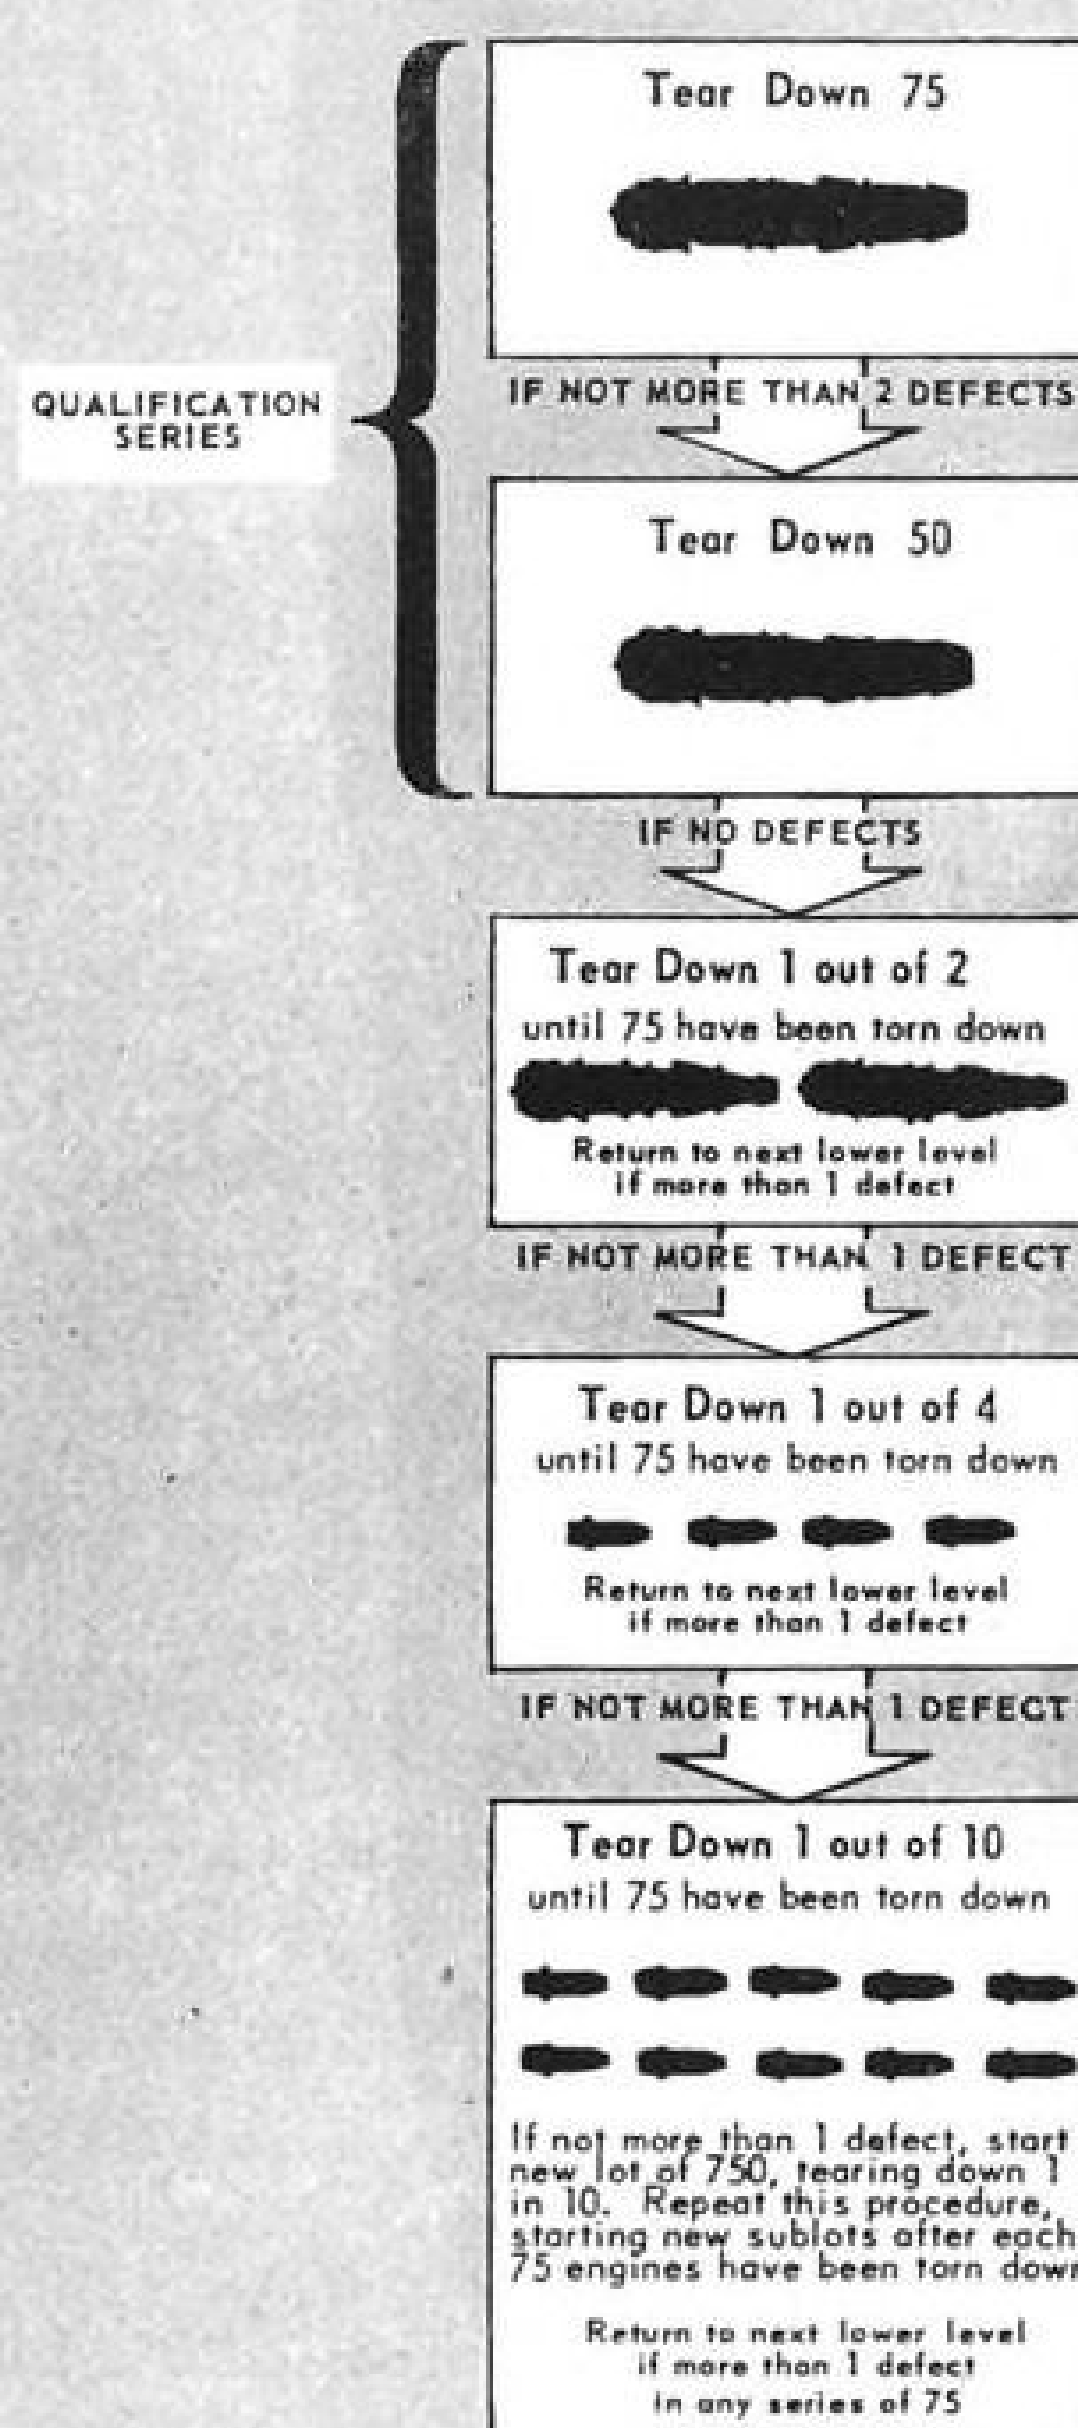 Tear Down 75
IF NOT MORE THAN 2 DEFECTS
QUALIFICATION
SERIES
Tear Down 50
IF NO DEFECTS
Tear Down 1 out of 2
until 75 have been torn down
Return to next lower level
if more than 1 defect
IF NOT MORE THAN 1 DEFECT
Tear Down 1 out of 4
until 75 have been torn down
Return to next lower level
if more than 1 defect
IF NOT MORE THAN 1 DEFECT
Tear Down 1 out of 10
until 75 have been torn down
If not more than 1 defect, start
new lot of 750, tearing down 1
in 10. Repeat this procedure,
starting new sublots after each
75 engines have been torn down
Return to next lower level
if more than 1 defect
in any series of 75